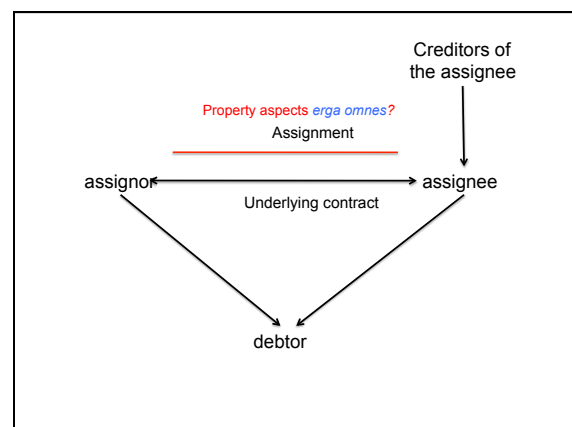 Creditors of
the assignee
Property aspects erga omnes?
Assignment
assignor
assignee
Underlying contract
debtor